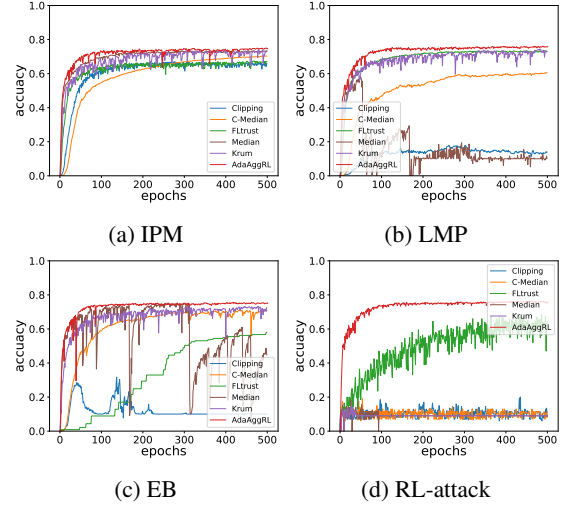 1.0
0.8
0.6
0.4
0.2
0.0
accuacy
Clipping
C-Median
FLtrust
Median
Krum
AdaAggRL
0 100 200 300 400 500
epochs
(a) IPM
1.0
0.8
0.6
0.4
0.2
0.0
accuacy
Clipping
C-Median
FLtrust
Median
Krum
AdaAggRL
0 100 200 300 400 500
epochs
(b) LMP
1.0
0.8
0.6
0.4
0.2
0.0
accuacy
Clipping
C-Median
FLtrust
Median
Krum
AdaAggRL
0 100 200 300 400 500
epochs
(c) EB
1.0
0.8
0.6
0.4
0.2
0.0
accuacy
Clipping
C-Median
FLtrust
Median
Krum
AdaAggRL
0 100 200 300 400 500
epochs
(d) RL-attack